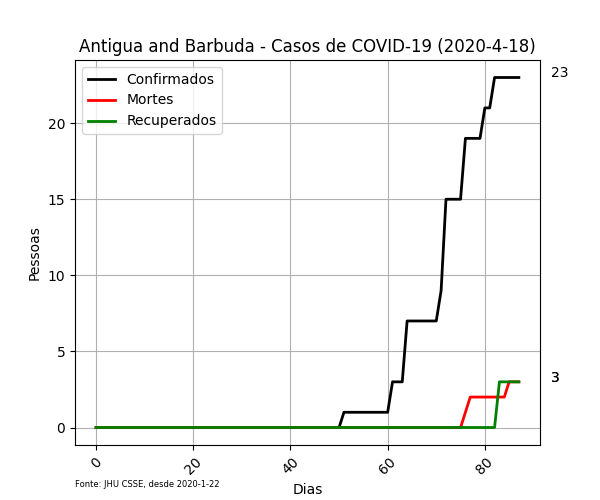 Antigua and Barbuda - Casos de COVID-19 (2020-4-18)
Confirmados
Mortes
Recuperados
23
3
Pessoas
20
15
10
5
0
0
20
40
60
80
Dias
Fonte: JHU CSSE, desde 2020-1-22